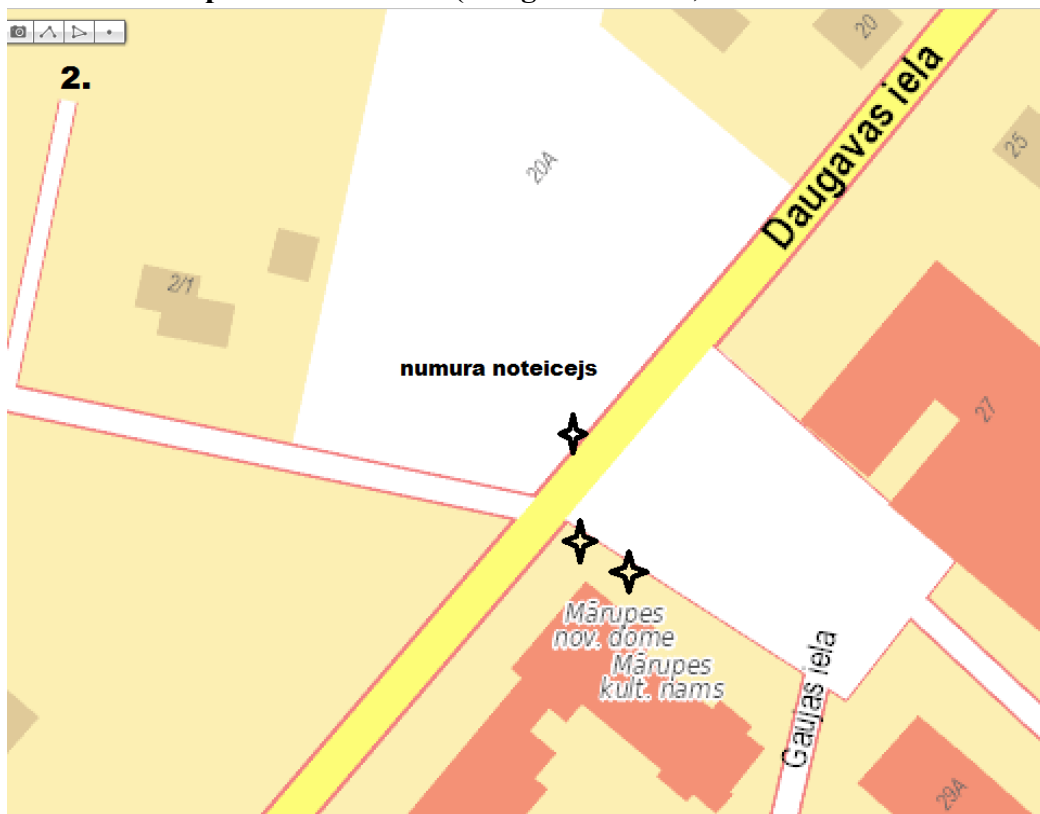 2.
20
Daugavas iela
25
20A
2/1
numura noteicejs
27
Mārupes
nov. dome
Mārupes
kult. nams
Gaujas iela
29A